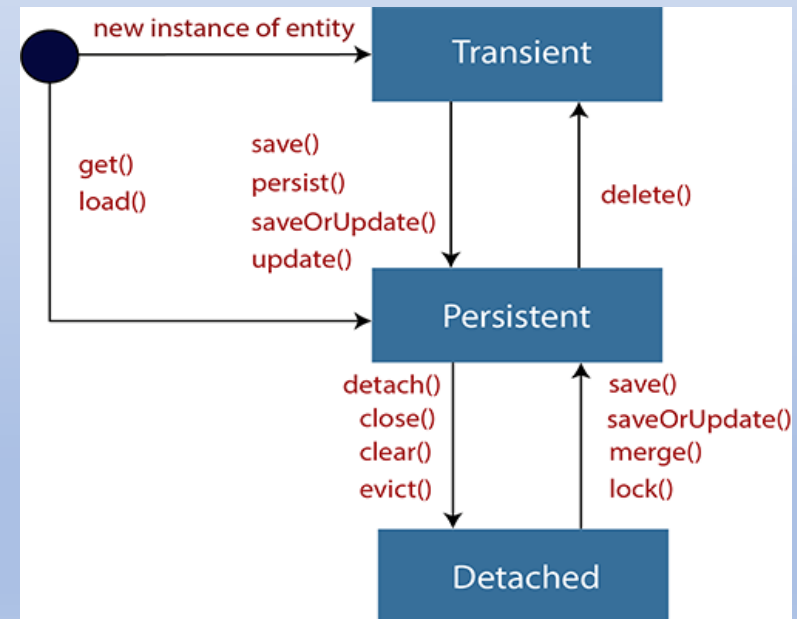 new instance of entity
Transient
get()
load()
save()
persist()
saveOrUpdate()
update()
delete()
Persistent
detach()
close()
clear()
evict()
save()
saveOrUpdate()
merge()
lock()
Detached